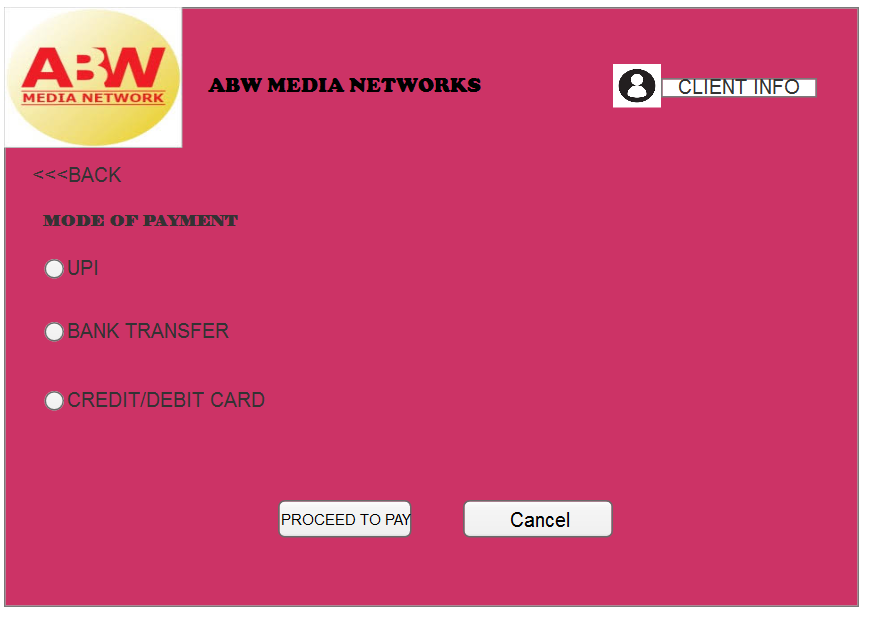 ABW
MEDIA NETWORK
ABW MEDIA NETWORKS
CLIENT INFO
<<<BACK
MODE OF PAYMENT
UPI
BANK TRANSFER
CREDIT/DEBIT CARD
PROCEED TO PAY
Cancel